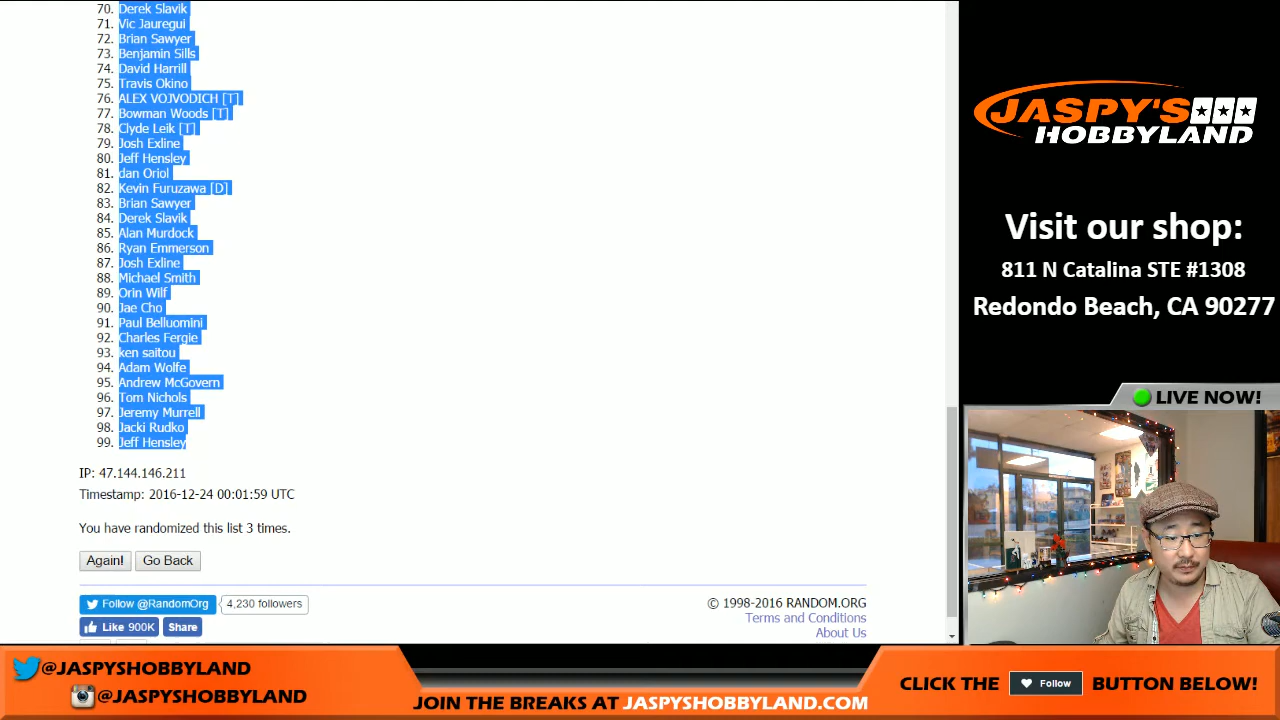 70. Derek Slavik
71. Vic Jauregui
72. Brian Sawyer
73. Benjamin Sills
74. David Harrill
75. Travis Okino
76. ALEX VOJVODICH [T]
77. Bowman Woods [T]
78. Clyde Leik [T]
79. Josh Exline
80. Jeff Hensley
81. dan Oriol
82. Kevin Furuzawa [D]
83. Brian Sawyer
84. Derek Slavik
85. Alan Murdock
86. Ryan Emmerson
87. Josh Exline
88. Michael Smith
89. Orin Wilf
90. Jae Cho
91. Paul Belluomini
92. Charles Fergie
93. ken saitou
94. Adam Wolfe
95. Andrew McGovern
96. Tom Nichols
97. Jeremy Murrell
98. Jacki Rudko
99. Jeff Hensley
IP: 47.144.146.211
Timestamp: 2016-12-24 00:01:59 UTC
You have randomized this list 3 times.
Again! Go Back
Follow @RandomOrg 4,230 followers
Like 900K Share
© 1998-2016 RANDOM.ORG
Terms and Conditions
About Us
JASPY'S
HOBBYLAND
Visit our shop:
811 N Catalina STE #1308
Redondo Beach, CA 90277
LIVE NOW!
@JASPYSHOBBYLAND
@JASPYSHOBBYLAND
JOIN THE BREAKS AT JASPYSHOBBYLAND.COM
CLICK THE Follow BUTTON BELOW!